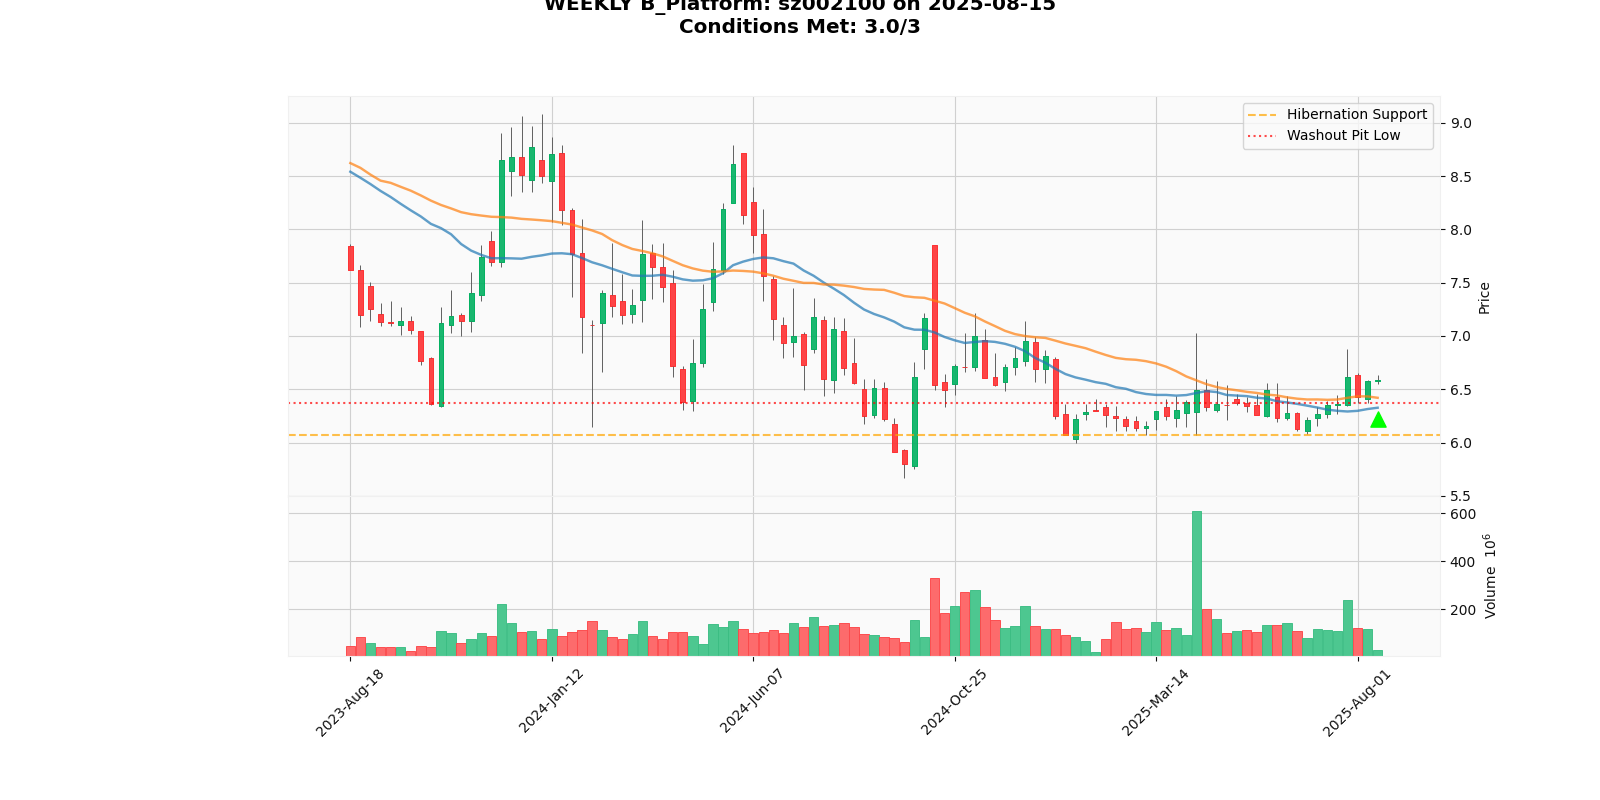 WEEKLY B_Platform: sz002100 on 2025-08-15
Conditions Met: 3.0/3
Hibernation Support
Washout Pit Low
9.0
8.5
8.0
7.5
7.0
6.5
6.0
5.5
Price
600
400
200
Volume 10⁶
2023-Aug-18
2024-Jan-12
2024-Jun-07
2024-Oct-25
2025-Mar-14
2025-Aug-01